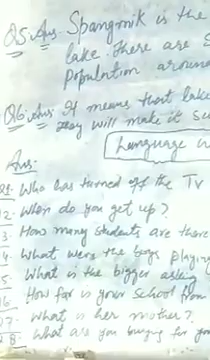 Q5. Ans. Spangmik is the
lake. There are
Population around
Q6. Ans. It means that lake
will make it
Language w
Ans:
Q1. Who has turned off the TV
2. When do you get up?
3. How many students are there
4. What were the boys playing
5. What is the bigger asking
6. How far is your school from
7. What is her mother?
8. What are you buying for you